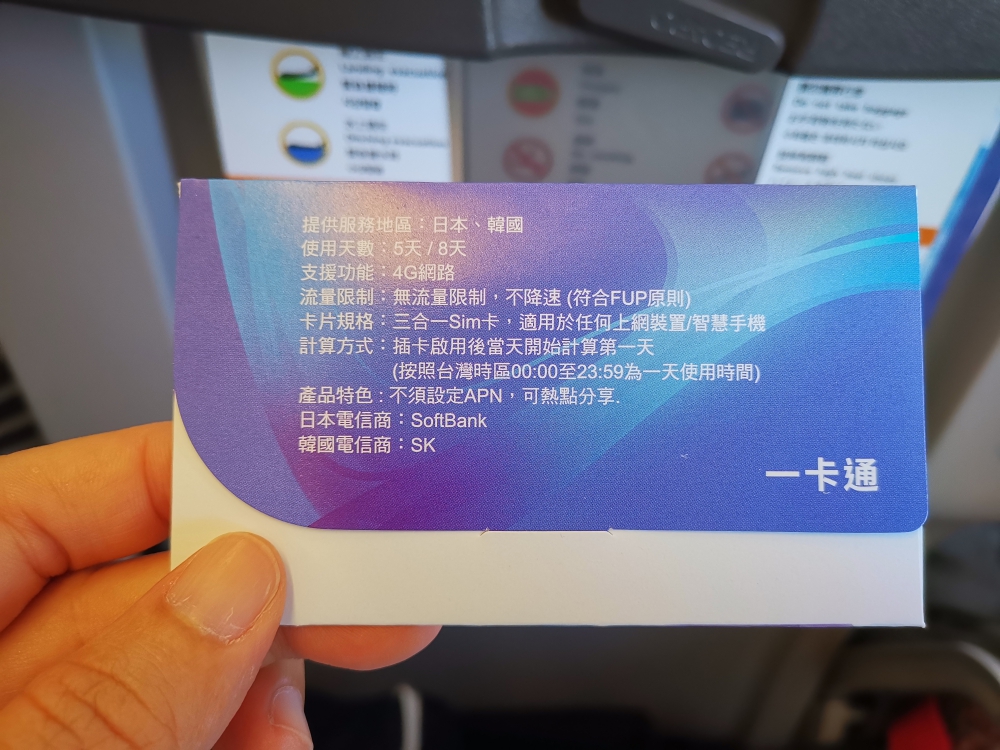 提供服務地區：日本、韓國
使用天數：5天 / 8天
支援功能：4G網路
流量限制：無流量限制，不降速 (符合FUP原則)
卡片規格：三合一Sim卡，適用於任何上網裝置/智慧手機
計算方式：插卡啟用後當天開始計算第一天
(按照台灣時區00:00至23:59為一天使用時間)
產品特色 : 不須設定APN，可熱點分享.
日本電信商：SoftBank
韓國電信商：SK
一卡通